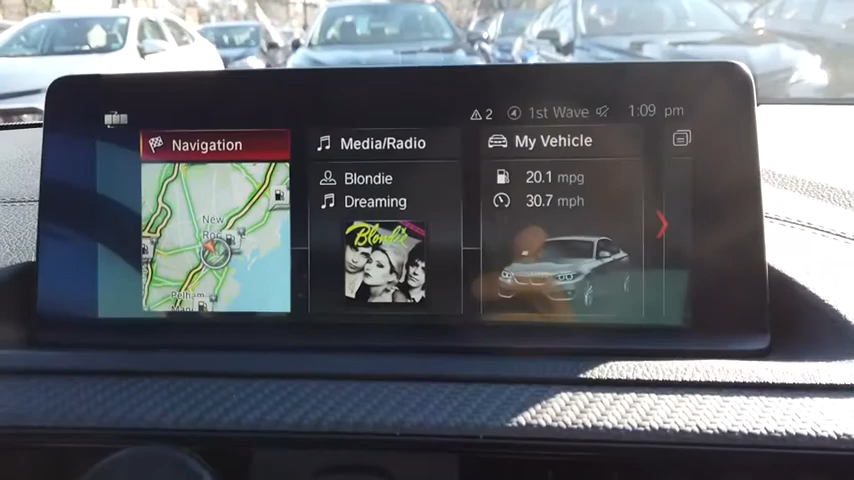 2 1st Wave 1:09 pm
Navigation
Media/Radio
My Vehicle
Blondie
Dreaming
20.1 mpg
30.7 mph
New
Pelham
Blondie